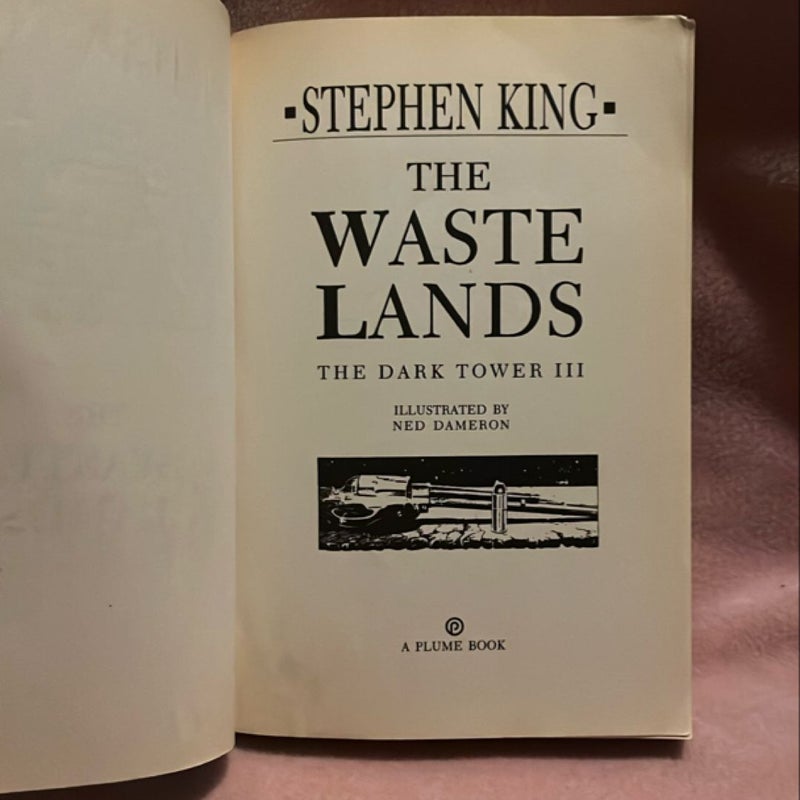 ▪STEPHEN KING▪
THE
WASTE
LANDS
THE DARK TOWER III
ILLUSTRATED BY
NED DAMERON
P
A PLUME BOOK